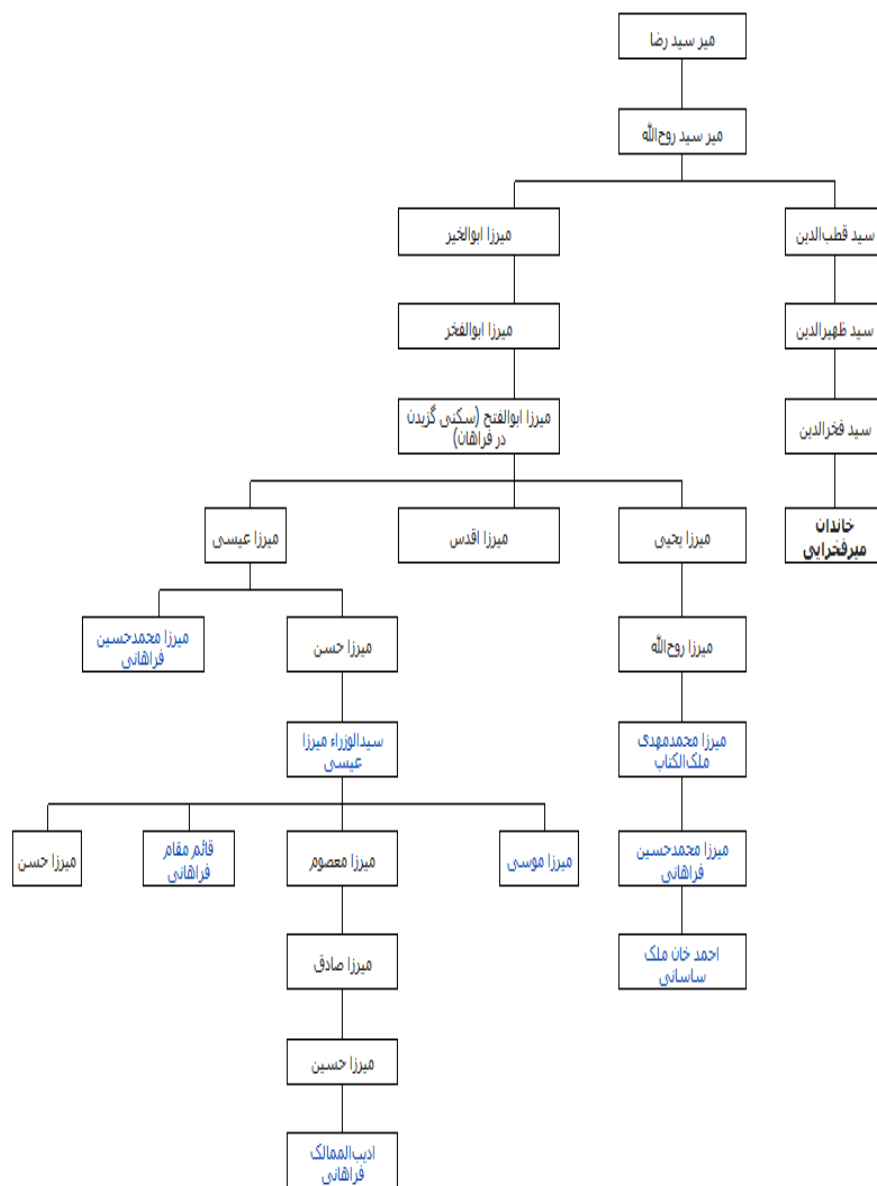 میر سید رضا
میر سید روح‌الله
سید قطب‌الدین
میرزا ابوالخیر
سید ظهیرالدین
میرزا ابوالفخر
سید فخرالدین
میرزا ابوالفتح (سکنی گزیدن
در فراهان)
خاندان
میرفخرایی
میرزا یحیی
میرزا اقدس
میرزا عیسی
میرزا روح‌الله
میرزا حسن
میرزا محمدحسین
فراهانی
میرزا محمدمهدی
ملک‌الکتاب
سیدالوزراء میرزا
عیسی
میرزا محمدحسین
فراهانی
میرزا موسی
میرزا معصوم
قائم مقام
فراهانی
میرزا حسن
احمد خان ملک
ساسانی
میرزا صادق
میرزا حسین
ادیب‌الممالک
فراهانی